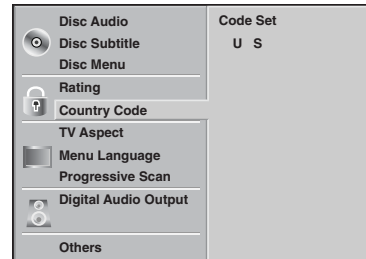 Disc Audio
Disc Subtitle
Disc Menu
Rating
Country Code
TV Aspect
Menu Language
Progressive Scan
Digital Audio Output
Others
Code Set
U S